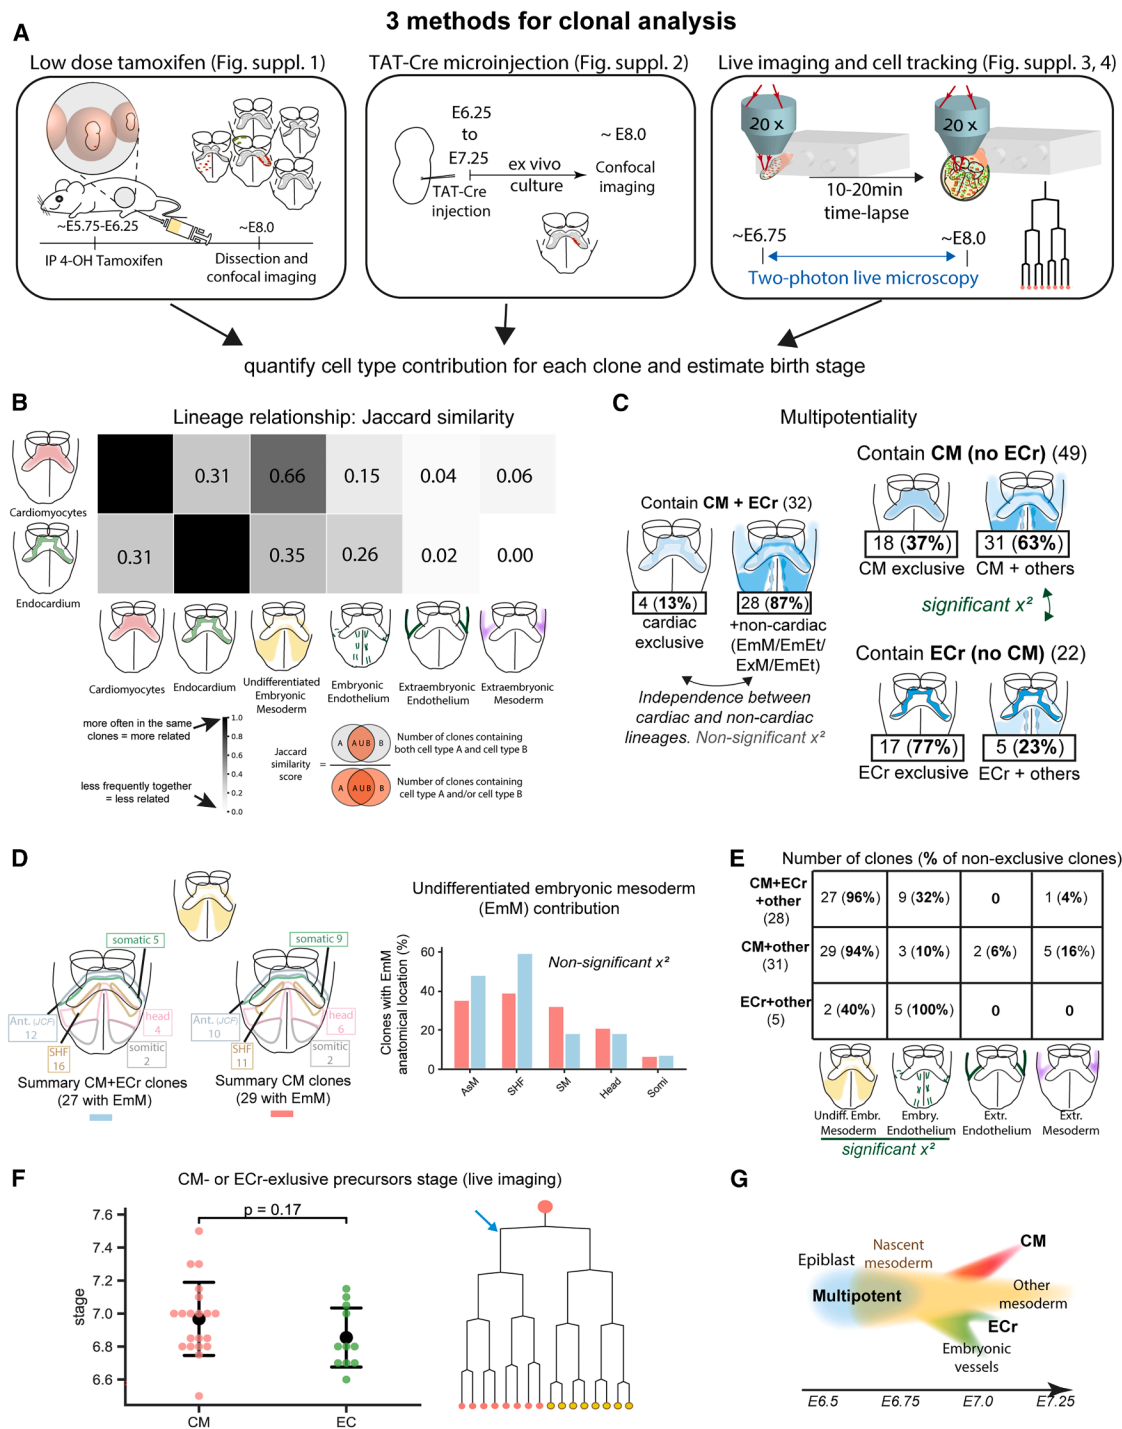 3 methods for clonal analysis
A
Low dose tamoxifen (Fig. suppl. 1)
~E5.75-E6.25
IP 4-OH Tamoxifen
~E8.0
Dissection and
confocal imaging
TAT-Cre microinjection (Fig. suppl. 2)
E6.25
to
E7.25
TAT-Cre
injection
ex vivo
culture
~ E8.0
Confocal
imaging
Live imaging and cell tracking (Fig. suppl. 3, 4)
20 x
20 x
10-20min
time-lapse
~E6.75
~E8.0
Two-photon live microscopy
quantify cell type contribution for each clone and estimate birth stage
B
Lineage relationship: Jaccard similarity
Cardiomyocytes
0.31
0.66
0.15
0.04
0.06
Endocardium
0.31
0.35
0.26
0.02
0.00
Cardiomyocytes
Endocardium
Undifferentiated
Embryonic
Mesoderm
Embryonic
Endothelium
Extraembryonic
Endothelium
Extraembryonic
Mesoderm
more often in the same
clones = more related
less frequently together
= less related
1.0
0.8
0.6
0.4
0.2
0.0
Jaccard
similarity
score
=
A
A U B
B
Number of clones containing
both cell type A and cell type B
A
A U B
B
Number of clones containing
cell type A and/or cell type B
C
Multipotentiality
Contain CM + ECr (32)
4 (13%)
cardiac
exclusive
28 (87%)
+non-cardiac
(EmM/EmEt/
ExM/EmEt)
Independence between
cardiac and non-cardiac
lineages. Non-significant x²
Contain CM (no ECr) (49)
18 (37%)
CM exclusive
31 (63%)
CM + others
significant x²
Contain ECr (no CM) (22)
17 (77%)
ECr exclusive
5 (23%)
ECr + others
D
somatic 5
Ant. (JCF)
12
SHF
16
head
4
somitic
2
Summary CM+ECr clones
(27 with EmM)
somatic 9
Ant. (JCF)
10
SHF
11
head
6
somitic
2
Summary CM clones
(29 with EmM)
Undifferentiated embryonic mesoderm
(EmM) contribution
Clones with EmM
anatomical location (%)
60
40
20
0
Non-significant x²
AsM
SHF
SM
Head
Somi
E
Number of clones (% of non-exclusive clones)
CM+ECr
+other
(28)
27 (96%)
9 (32%)
0
1 (4%)
CM+other
(31)
29 (94%)
3 (10%)
2 (6%)
5 (16%)
ECr+other
(5)
2 (40%)
5 (100%)
0
0
Undiff. Embr.
Mesoderm
Embry.
Endothelium
Extr.
Endothelium
Extr.
Mesoderm
significant x²
F
CM- or ECr-exlusive precursors stage (live imaging)
stage
7.6
7.4
7.2
7.0
6.8
6.6
p = 0.17
CM
EC
G
Epiblast
Nascent
mesoderm
CM
Multipotent
Other
mesoderm
ECr
Embryonic
vessels
E6.5
E6.75
E7.0
E7.25